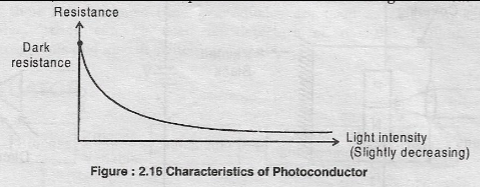 Resistance
Dark
resistance
Light intensity
(Slightly decreasing)
Figure : 2.16 Characteristics of Photoconductor